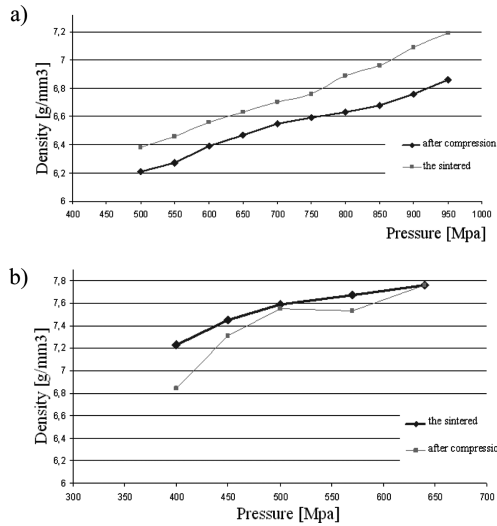 a)
7,2
7
6,8
6,6
6,4
6,2
6
Density [g/mm3]
after compression
the sintered
400 450 500 550 600 650 700 750 800 850 900 950 1000
Pressure [Mpa]
b)
7,8
7,6
7,4
7,2
7
6,8
6,6
6,4
6,2
6
Density [g/mm3]
the sintered
after compression
300 350 400 450 500 550 600 650 700
Pressure [Mpa]